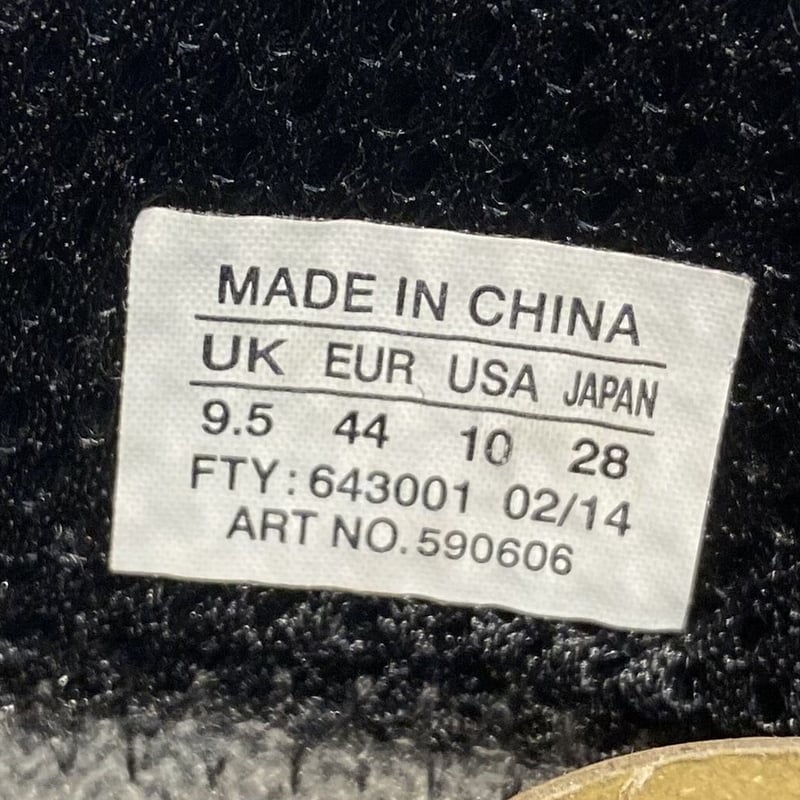 MADE IN CHINA
UK EUR USA JAPAN
9.5 44 10 28
FTY: 643001 02/14
ART NO. 590606